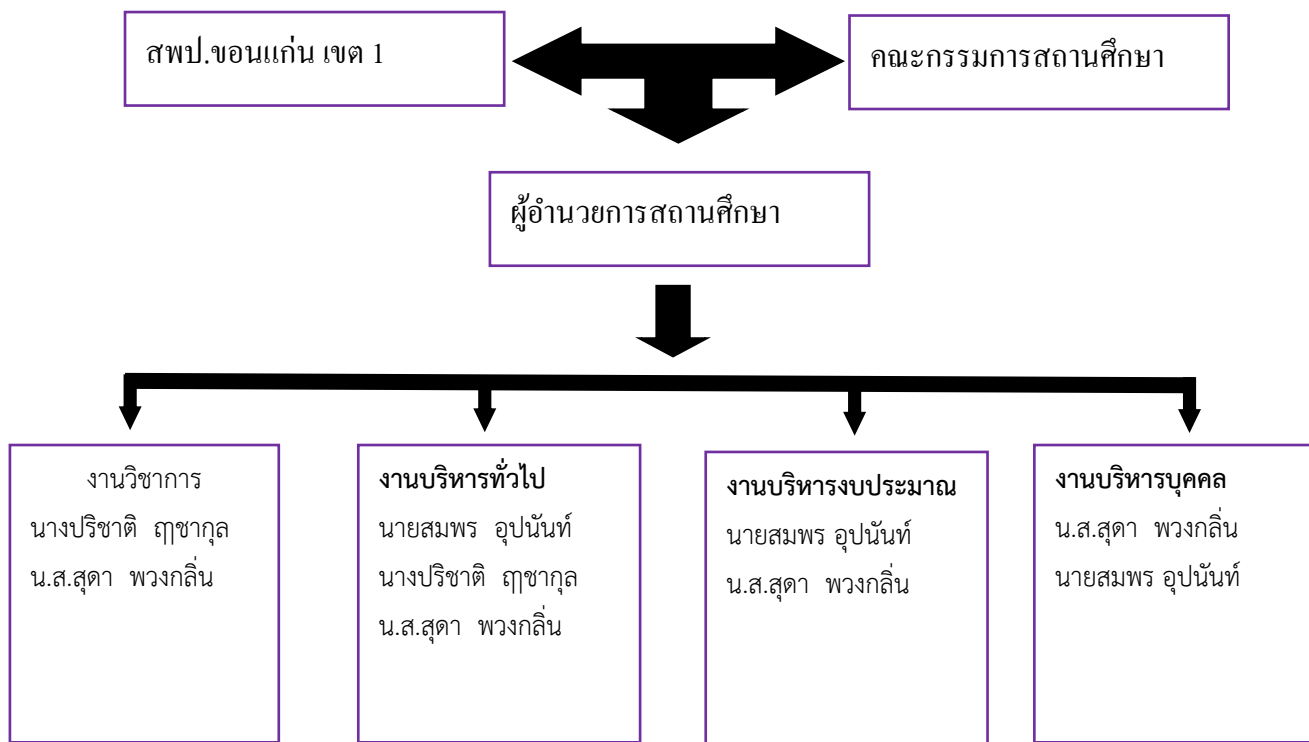 สพป.ขอนแก่น เขต 1
คณะกรรมการสถานศึกษา
ผู้อำนวยการสถานศึกษา
งานวิชาการ
นางปริชาติ ฤๅชากุล
น.ส.สุดา พวงกลิ่น
งานบริหารทั่วไป
นายสมพร อุปนันท์
นางปริชาติ ฤๅชากุล
น.ส.สุดา พวงกลิ่น
งานบริหารงบประมาณ
นายสมพร อุปนันท์
น.ส.สุดา พวงกลิ่น
งานบริหารบุคคล
น.ส.สุดา พวงกลิ่น
นายสมพร อุปนันท์